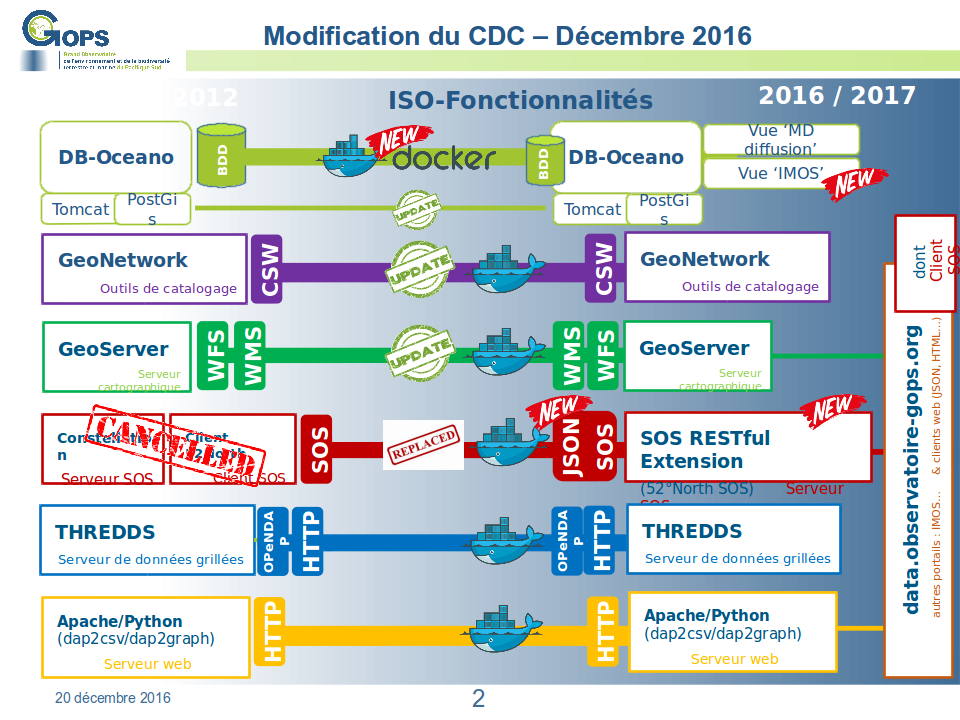 GOPS
Grand Observatoire
de l'environnement et de la biodiversité
terrestre et marine du Pacifique Sud
Modification du CDC – Décembre 2016
2012
ISO-Fonctionnalités
2016 / 2017
DB-Oceano
BDD
NEW
docker
BDD
DB-Oceano
Vue ‘MD
diffusion’
Vue ‘IMOS’
NEW
Tomcat
PostGi
s
UPDATE
Tomcat
PostGi
s
GeoNetwork
Outils de catalogage
CSW
UPDATE
CSW
GeoNetwork
Outils de catalogage
dont
Client
SOS
GeoServer
Serveur
cartographique
WFS
WMS
UPDATE
WMS
WFS
GeoServer
Serveur
cartographique
n
Serveur SOS
Client
Client SOS
CANCELLED
SOS
REPLACED
NEW
JSON
SOS
NEW
SOS RESTful
Extension
(52°North SOS) Serveur
SOS
THREDDS
Serveur de données grillées
OPeNDA
P
HTTP
OPeNDA
P
HTTP
THREDDS
Serveur de données grillées
Apache/Python
(dap2csv/dap2graph)
Serveur web
HTTP
HTTP
Apache/Python
(dap2csv/dap2graph)
Serveur web
data.observatoire-gops.org
autres portails : IMOS... & clients web (JSON, HTML...)
20 décembre 2016
2